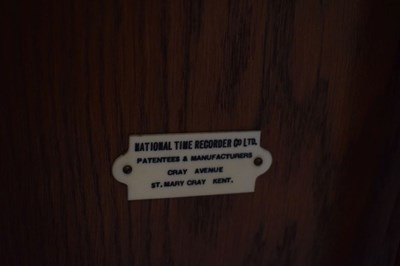 NATIONAL TIME RECORDER CO LTD.
PATENTEES & MANUFACTURERS
CRAY AVENUE
ST. MARY CRAY KENT.